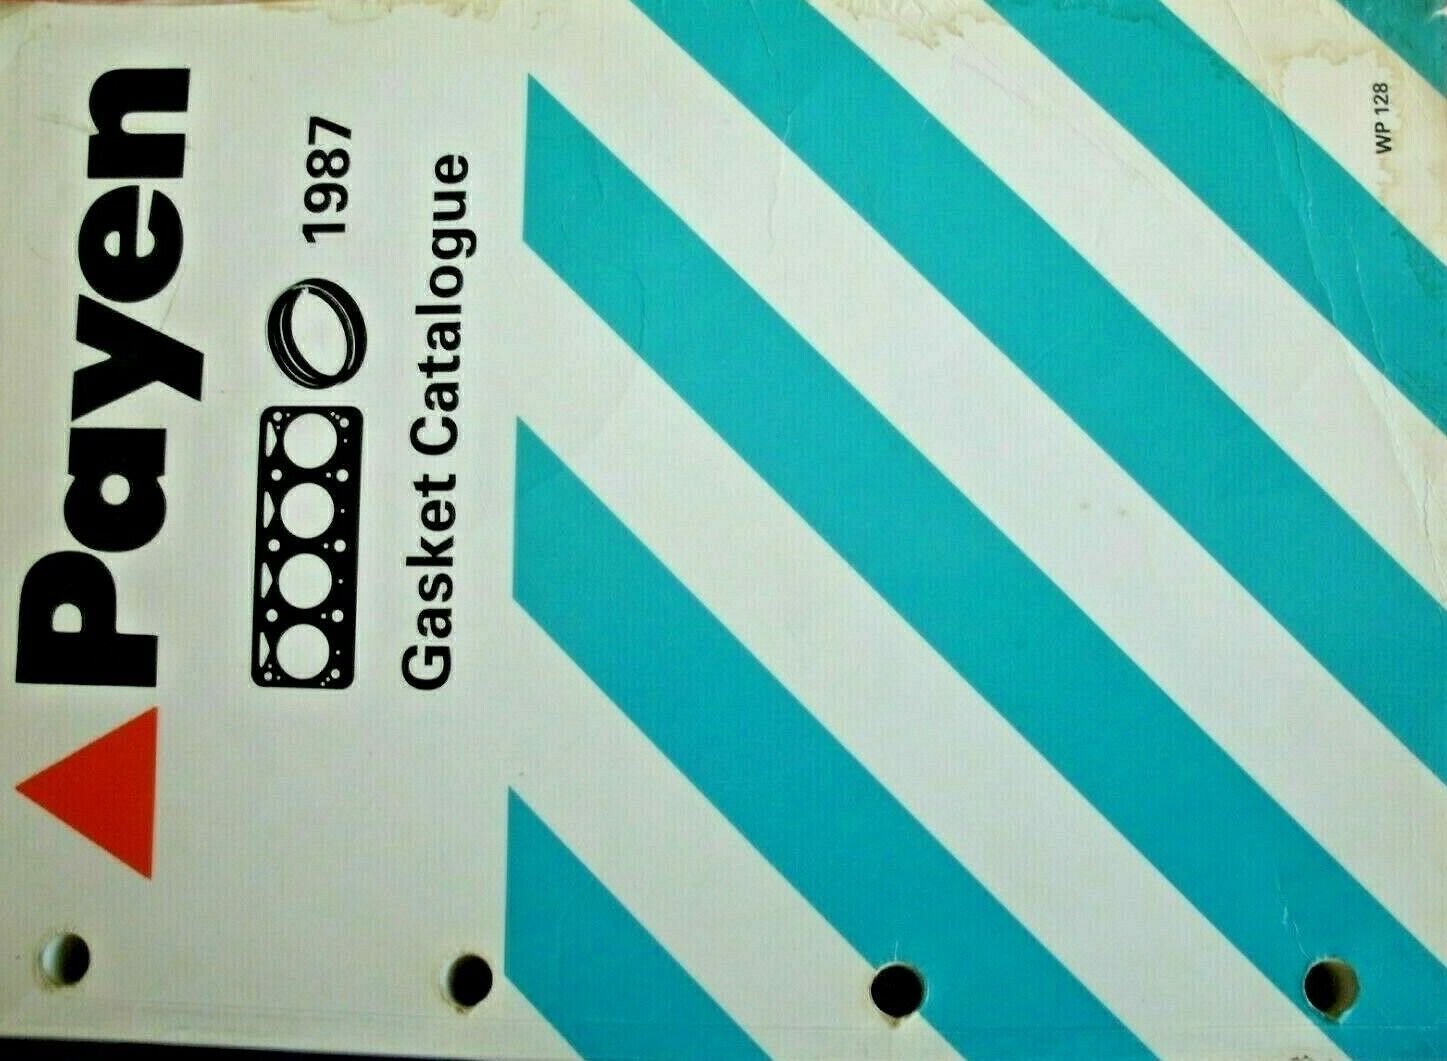 Payen
1987
Gasket Catalogue
WP 128